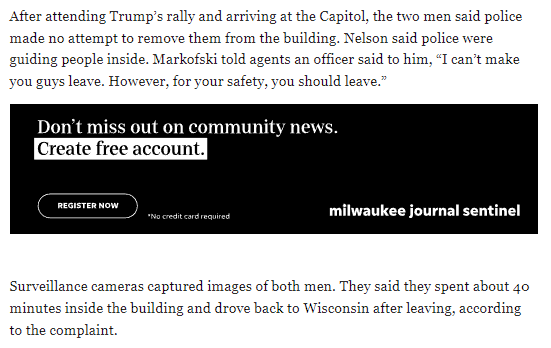 After attending Trump’s rally and arriving at the Capitol, the two men said police
made no attempt to remove them from the building. Nelson said police were
guiding people inside. Markofski told agents an officer said to him, “I can’t make
you guys leave. However, for your safety, you should leave.”
Don’t miss out on community news.
Create free account.
REGISTER NOW
*No credit card required
milwaukee journal sentinel
Surveillance cameras captured images of both men. They said they spent about 40
minutes inside the building and drove back to Wisconsin after leaving, according
to the complaint.